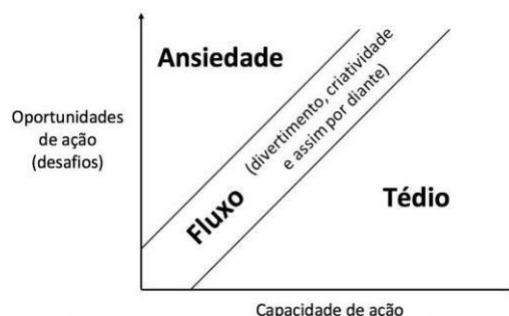 Ansiedade
Oportunidades
de ação
(desafios)
Fluxo
(divertimento, criatividade
e assim por diante)
Tédio
Capacidade de ação